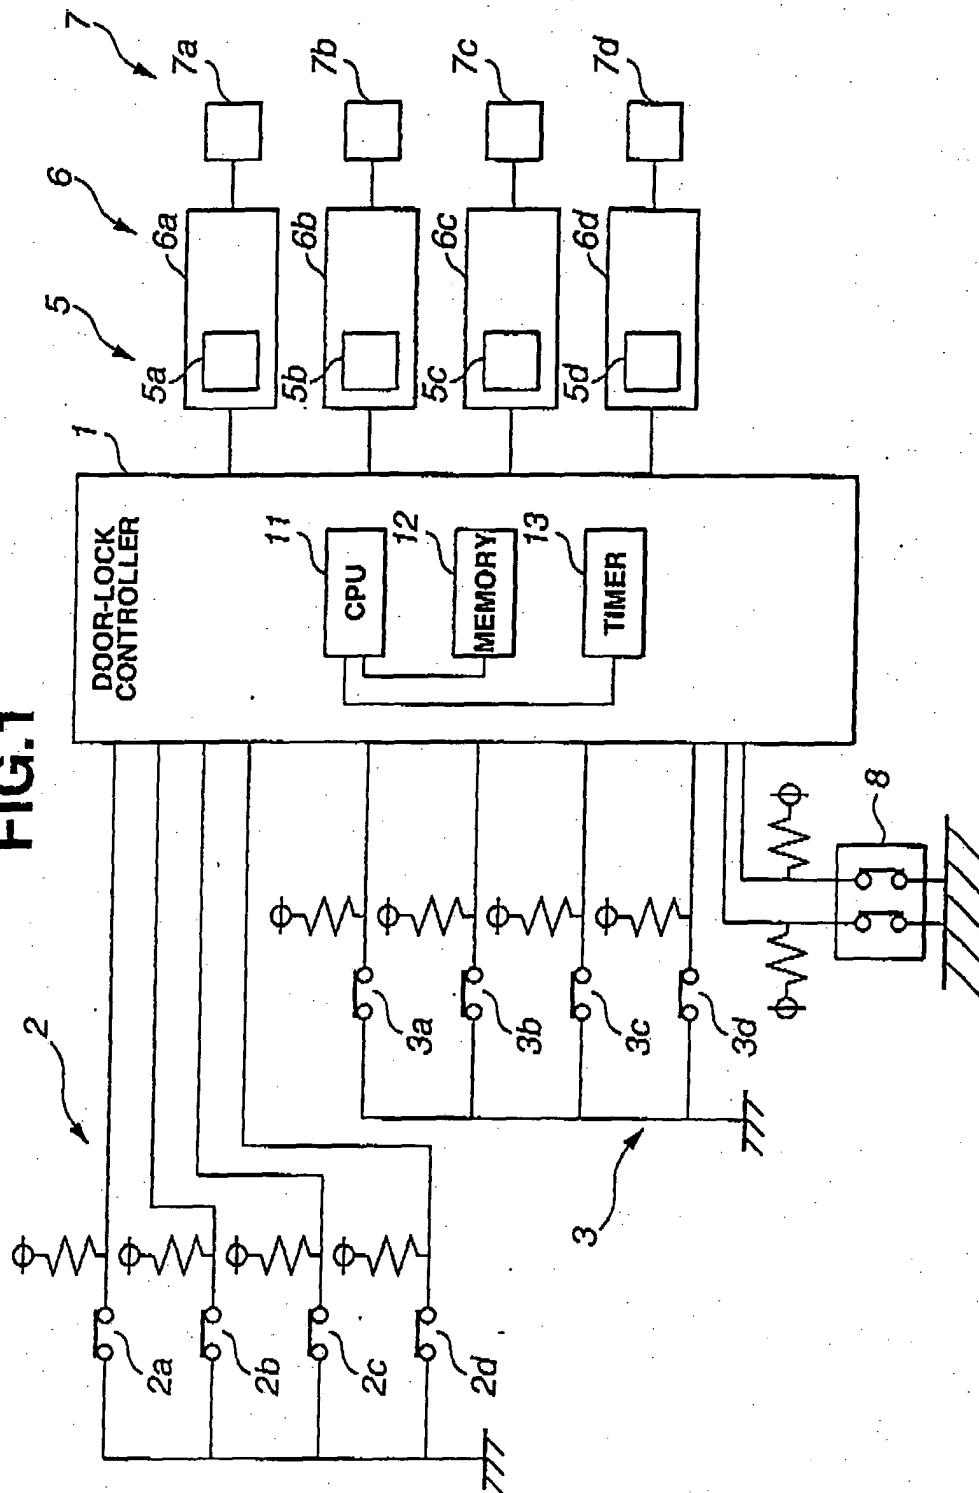 FIG.1
DOOR-LOCK
CONTROLLER
1
CPU
11
MEMORY
12
TIMER
13
2
2a
2b
2c
2d
3
3a
3b
3c
3d
8
5
5a
5b
5c
5d
6
6a
6b
6c
6d
7
7a
7b
7c
7d